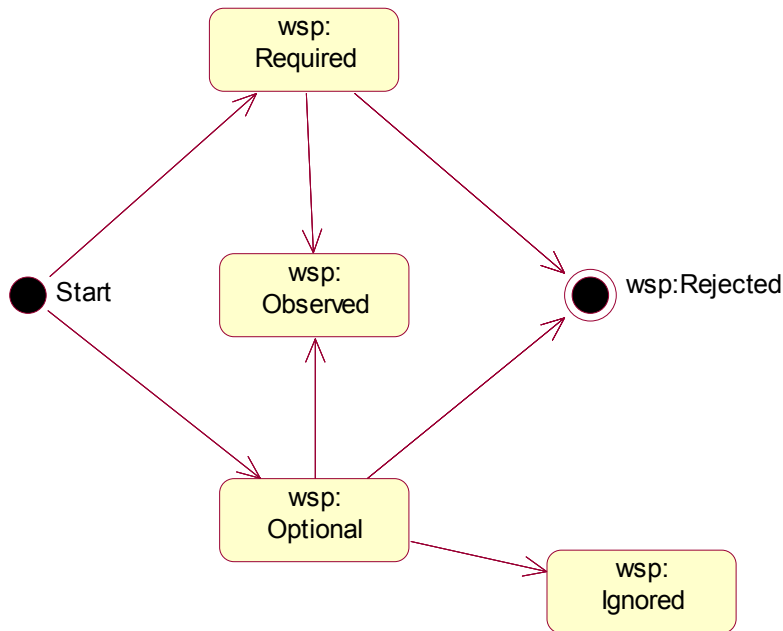 wsp:
Required
Start
wsp:
Observed
wsp:Rejected
wsp:
Optional
wsp:
Ignored